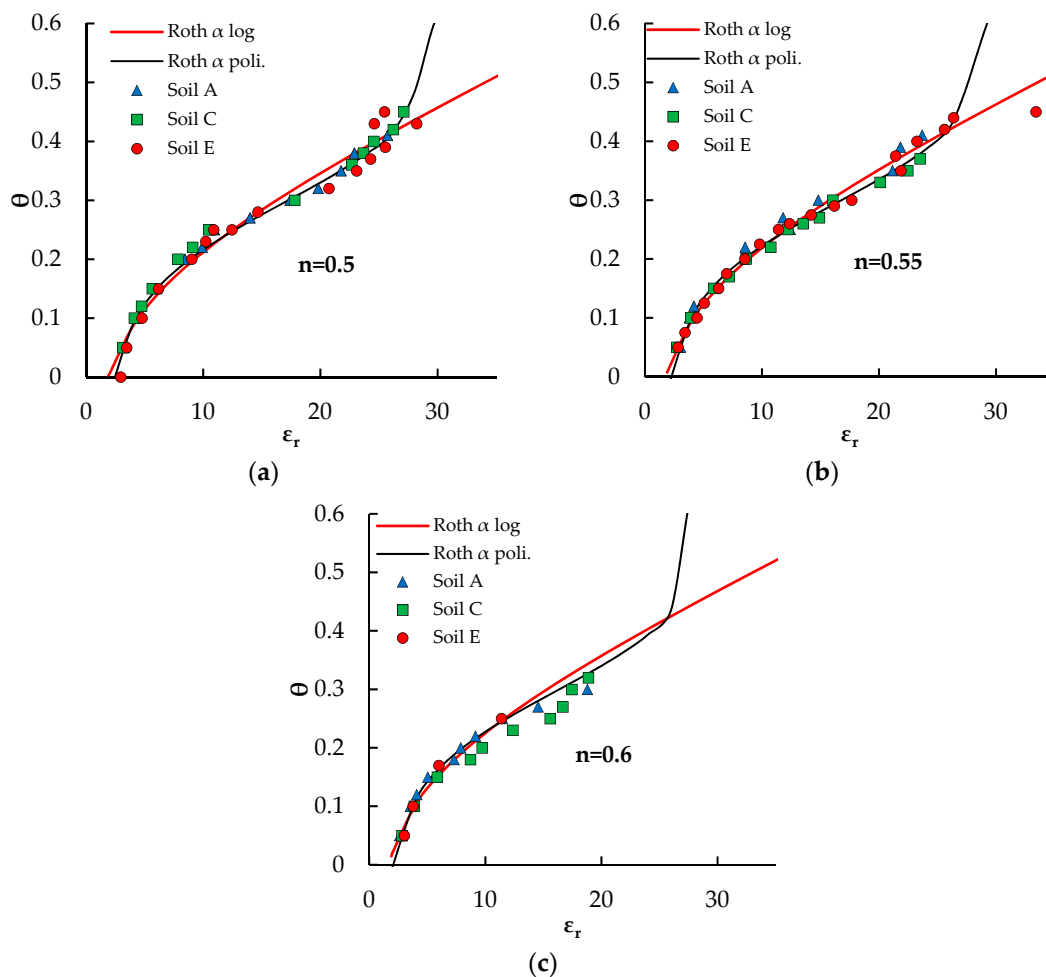 0.6
Roth α log
Roth α poli.
0.5
Soil A
Soil C
0.4
Soil E
θ
0.3
0.2
n=0.5
0.1
0
0 10 20 30
εr
(a)
0.6
Roth α log
Roth α poli.
0.5
Soil A
Soil C
0.4
Soil E
θ
0.3
0.2
n=0.55
0.1
0
0 10 20 30
εr
(b)
0.6
Roth α log
Roth α poli.
0.5
Soil A
Soil C
0.4
Soil E
θ
0.3
0.2
n=0.6
0.1
0
0 10 20 30
εr
(c)